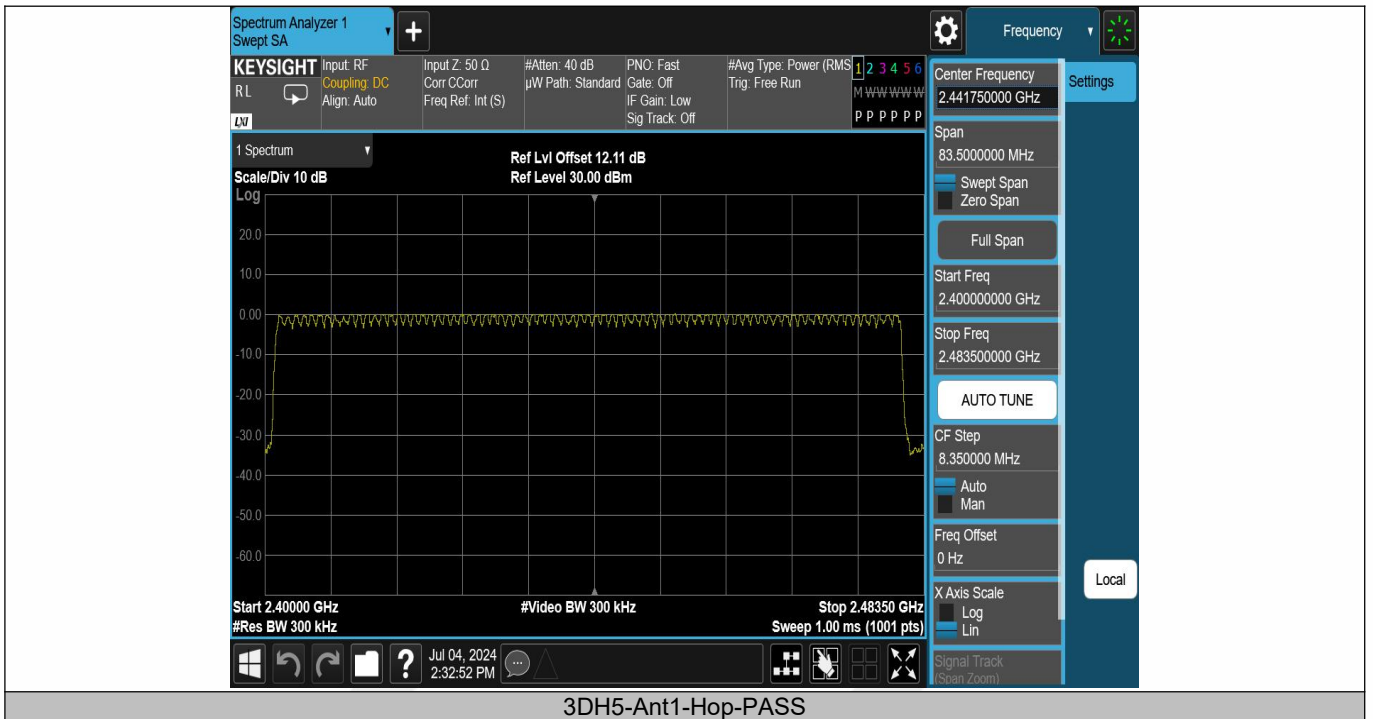 Spectrum Analyzer 1
Swept SA
Frequency
KEYSIGHT
RL
LXI
Input: RF
Coupling: DC
Align: Auto
Input Z: 50 Ω
Corr CCorr
Freq Ref: Int (S)
#Atten: 40 dB
µW Path: Standard
PNO: Fast
Gate: Off
IF Gain: Low
Sig Track: Off
#Avg Type: Power (RMS
Trig: Free Run
1 2 3 4 5 6
M W W W W W
P P P P P P
1 Spectrum
Scale/Div 10 dB
Log
Ref Lvl Offset 12.11 dB
Ref Level 30.00 dBm
20.0
10.0
0.00
-10.0
-20.0
-30.0
-40.0
-50.0
-60.0
Start 2.40000 GHz
#Res BW 300 kHz
#Video BW 300 kHz
Stop 2.48350 GHz
Sweep 1.00 ms (1001 pts)
?
Jul 04, 2024
2:32:52 PM
Center Frequency
2.441750000 GHz
Settings
Span
83.5000000 MHz
Swept Span
Zero Span
Full Span
Start Freq
2.400000000 GHz
Stop Freq
2.483500000 GHz
AUTO TUNE
CF Step
8.350000 MHz
Auto
Man
Freq Offset
0 Hz
X Axis Scale
Log
Lin
Signal Track
(Span Zoom)
Local
3DH5-Ant1-Hop-PASS